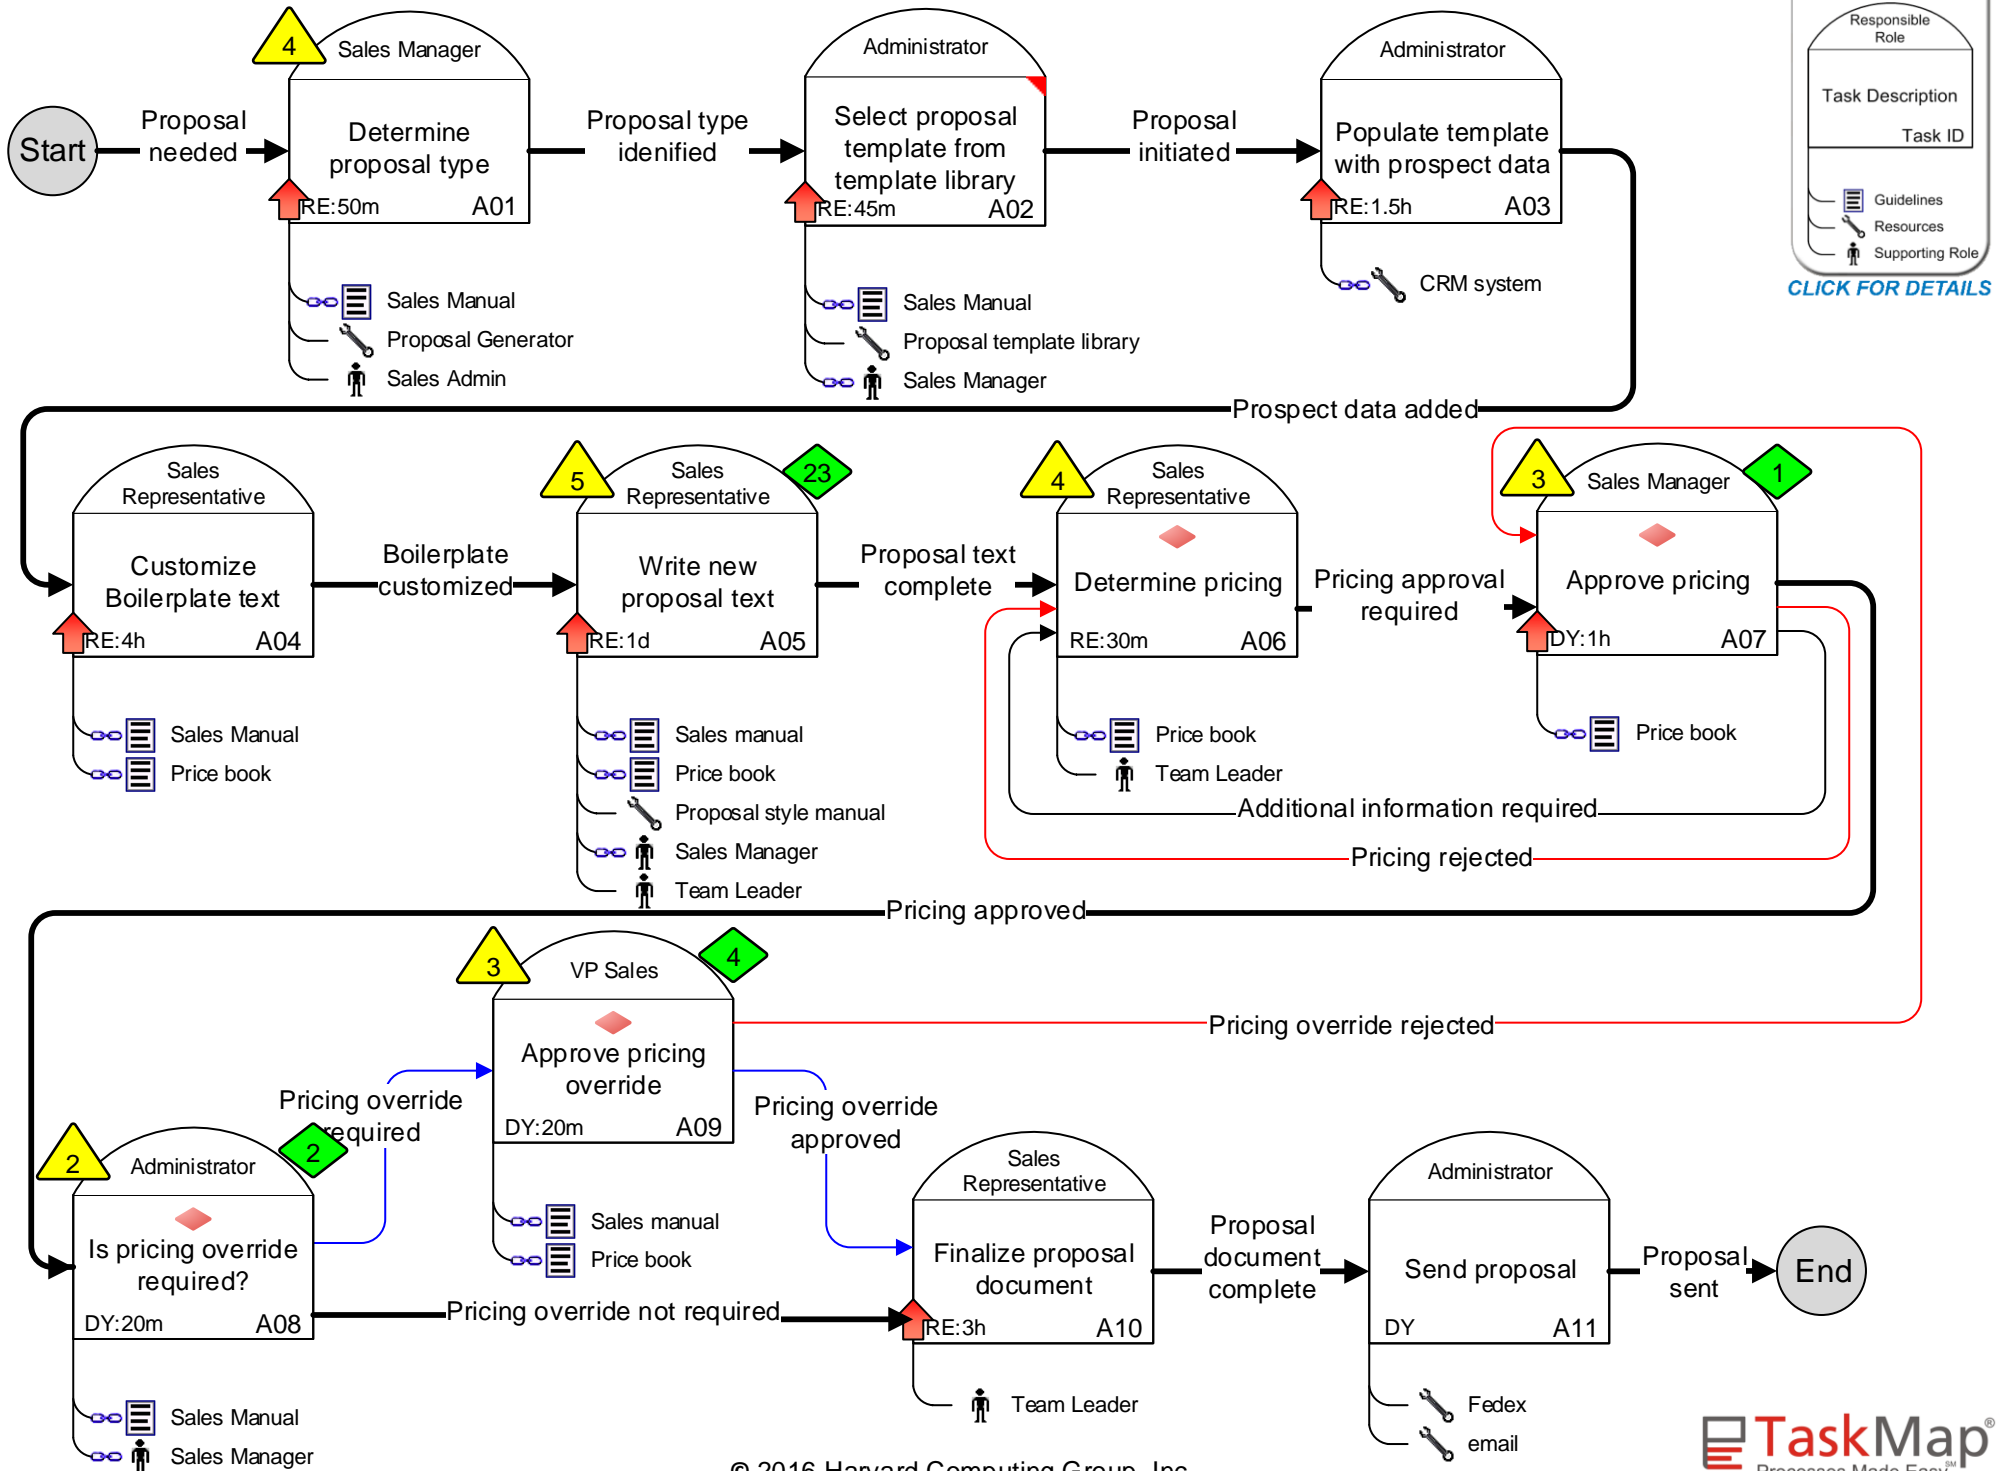 Start
Proposal
needed
4
Sales Manager
Determine
proposal type
RE:50m
A01
Sales Manual
Proposal Generator
Sales Admin
Proposal type
idenified
Administrator
Select proposal
template from
template library
RE:45m
A02
Sales Manual
Proposal template library
Sales Manager
Proposal
initiated
Administrator
Populate template
with prospect data
RE:1.5h
A03
CRM system
Responsible
Role
Task Description
Task ID
Guidelines
Resources
Supporting Role
CLICK FOR DETAILS
Prospect data added
Sales
Representative
Customize
Boilerplate text
RE:4h
A04
Sales Manual
Price book
Boilerplate
customized
5
Sales
Representative
23
Write new
proposal text
RE:1d
A05
Sales manual
Price book
Proposal style manual
Sales Manager
Team Leader
Proposal text
complete
4
Sales
Representative
Determine pricing
RE:30m
A06
Price book
Team Leader
Pricing approval
required
3
Sales Manager
1
Approve pricing
DY:1h
A07
Price book
Additional information required
Pricing rejected
Pricing approved
3
VP Sales
4
Approve pricing
override
DY:20m
A09
Sales manual
Price book
Pricing override rejected
Pricing override
required
Pricing override
approved
2
Administrator
2
Is pricing override
required?
DY:20m
A08
Sales Manual
Sales Manager
Pricing override not required
Sales
Representative
Finalize proposal
document
RE:3h
A10
Team Leader
Proposal
document
complete
Administrator
Send proposal
DY
A11
Fedex
email
Proposal
sent
End
© 2016 Harvard Computing Group, Inc
TaskMap®
Processes Made Easy℠